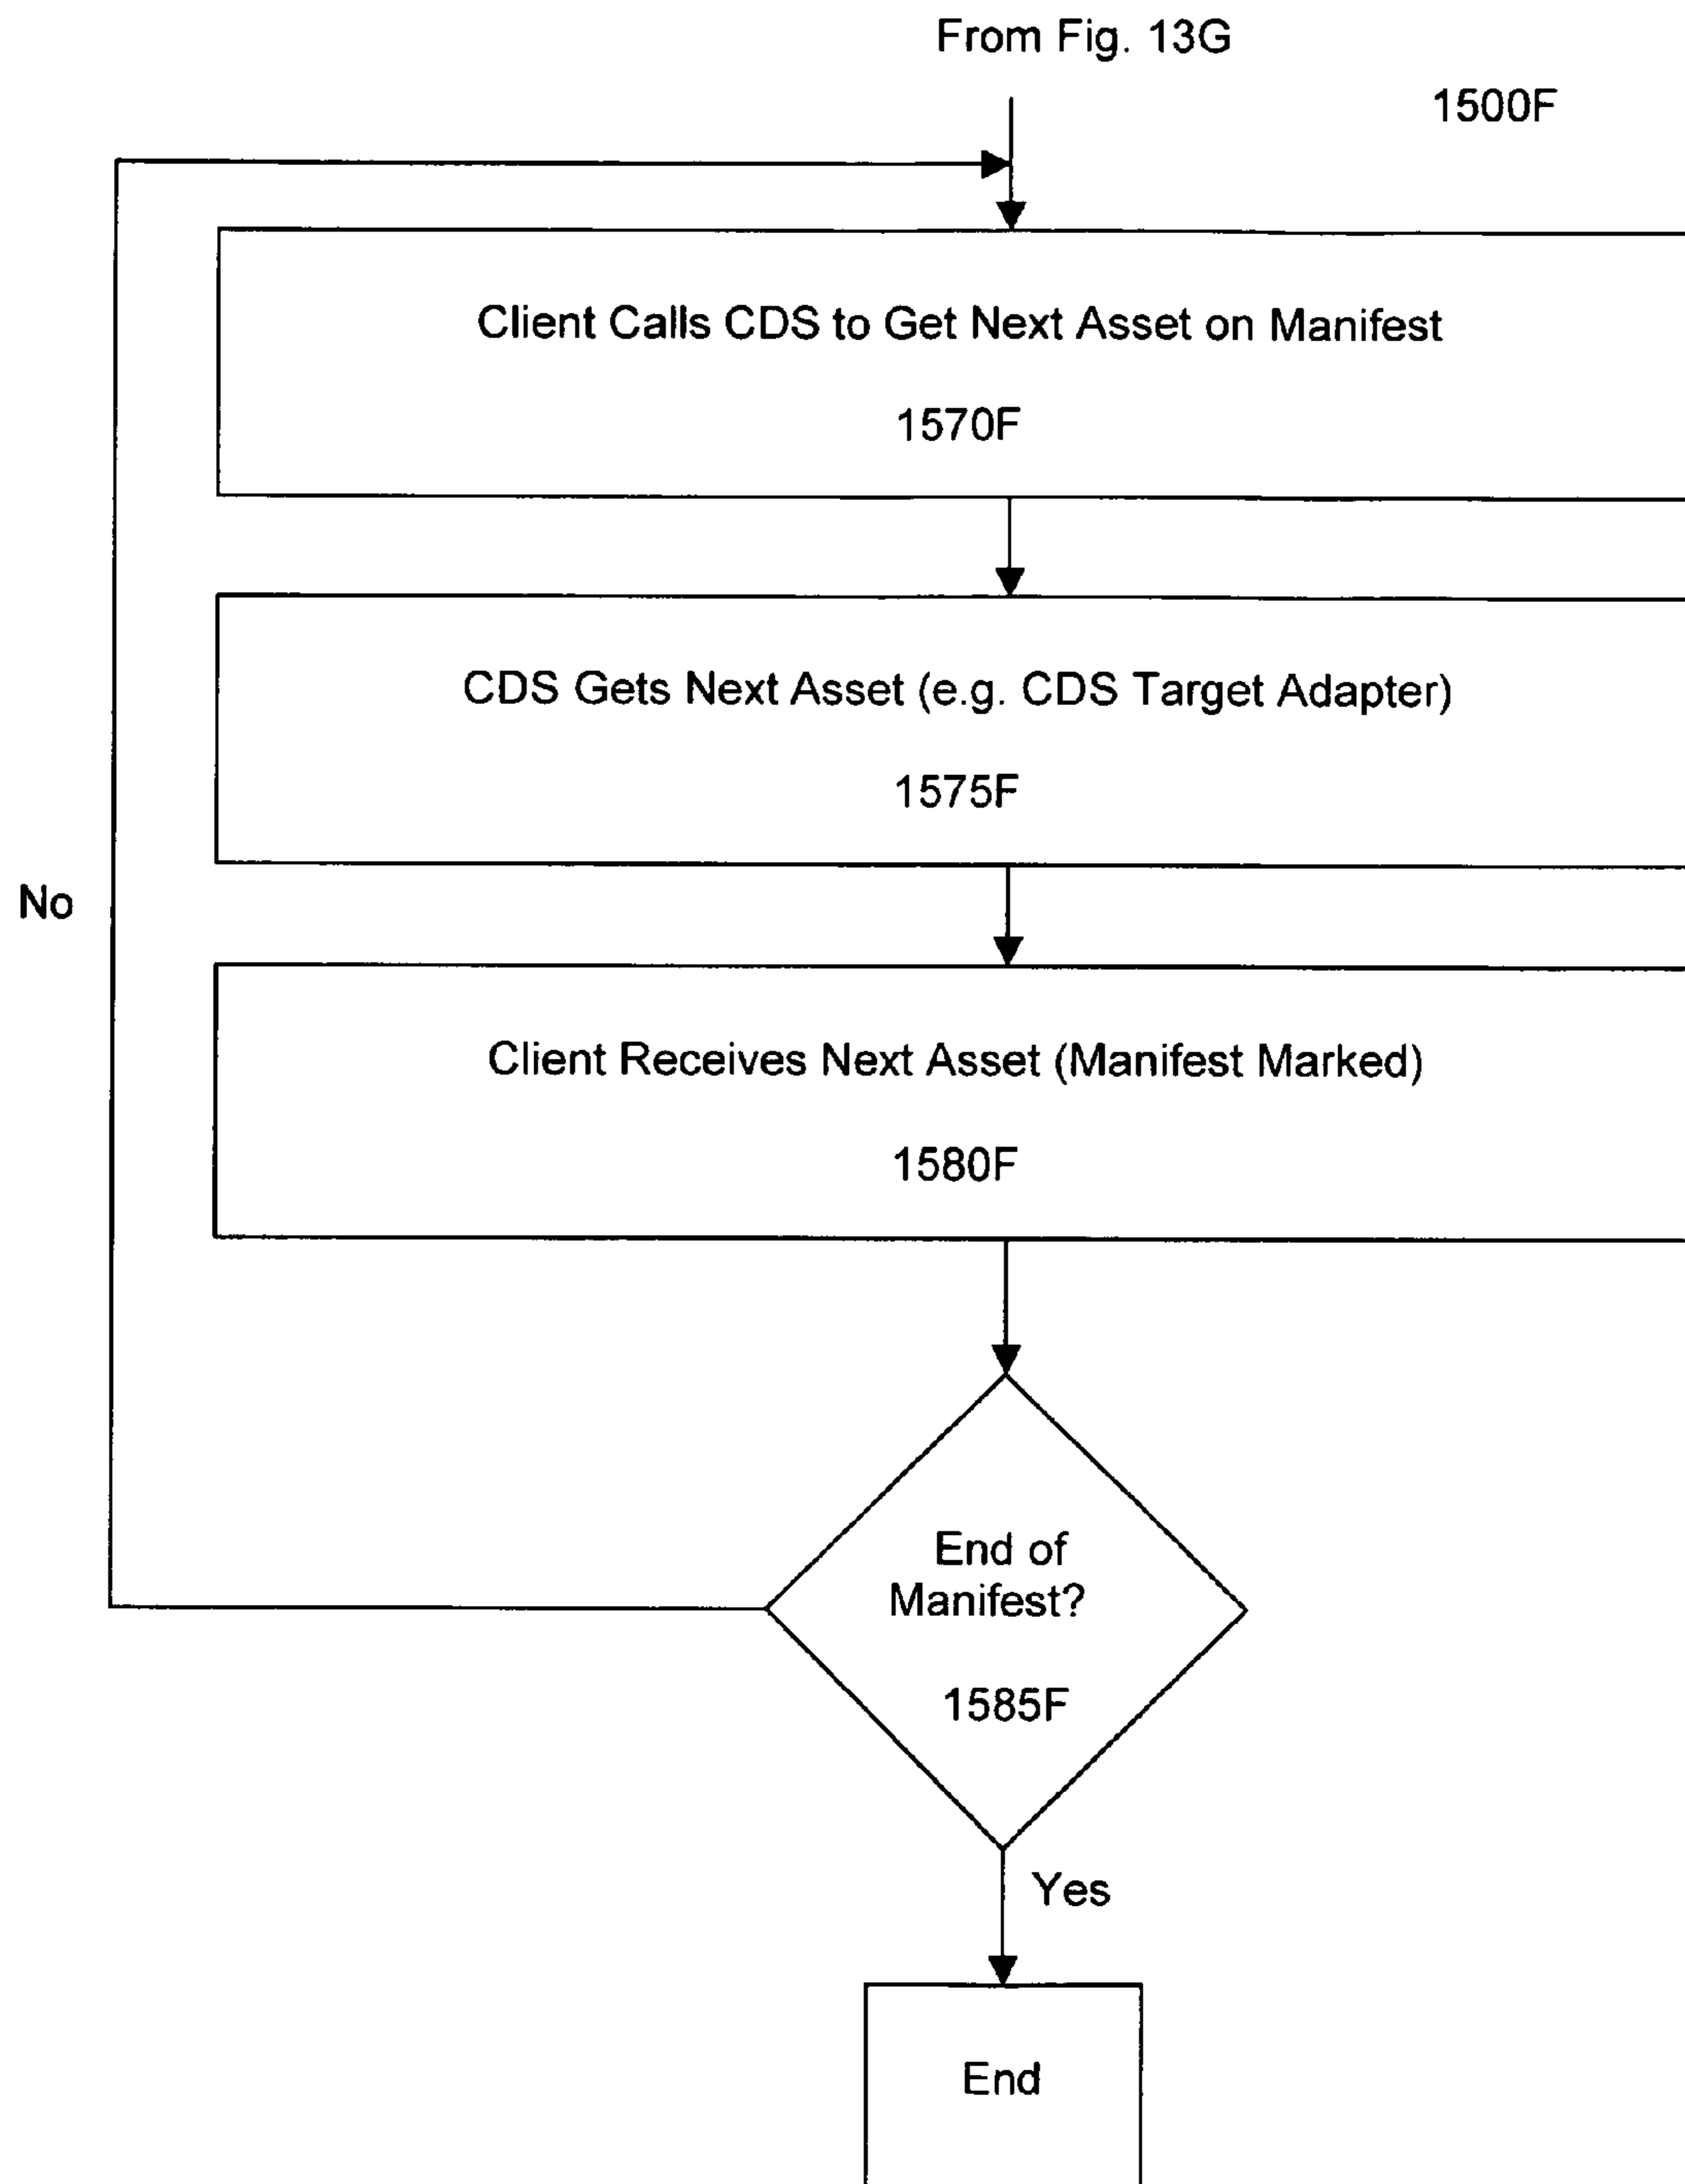 From Fig. 13G
1500F
Client Calls CDS to Get Next Asset on Manifest
1570F
CDS Gets Next Asset (e.g. CDS Target Adapter)
1575F
No
Client Receives Next Asset (Manifest Marked)
1580F
End of
Manifest?
1585F
Yes
End